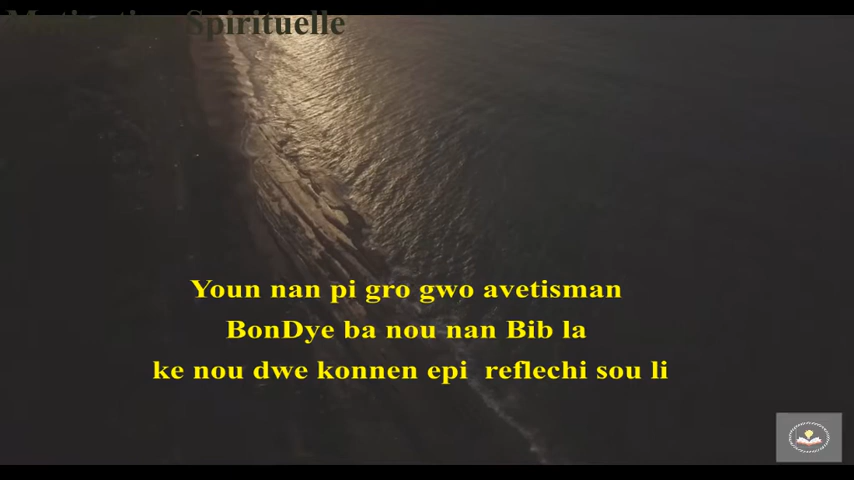 Motivation Spirituelle
Youn nan pi gro gwo avetisman
BonDye ba nou nan Bib la
ke nou dwe konnen epi reflechi sou li